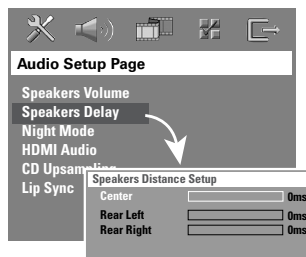 Audio Setup Page
Speakers Volume
Speakers Delay
Night Mode
HDMI Audio
CD Upsampling
Lip Sync
Speakers Distance Setup
Center 0ms
Rear Left 0ms
Rear Right 0ms